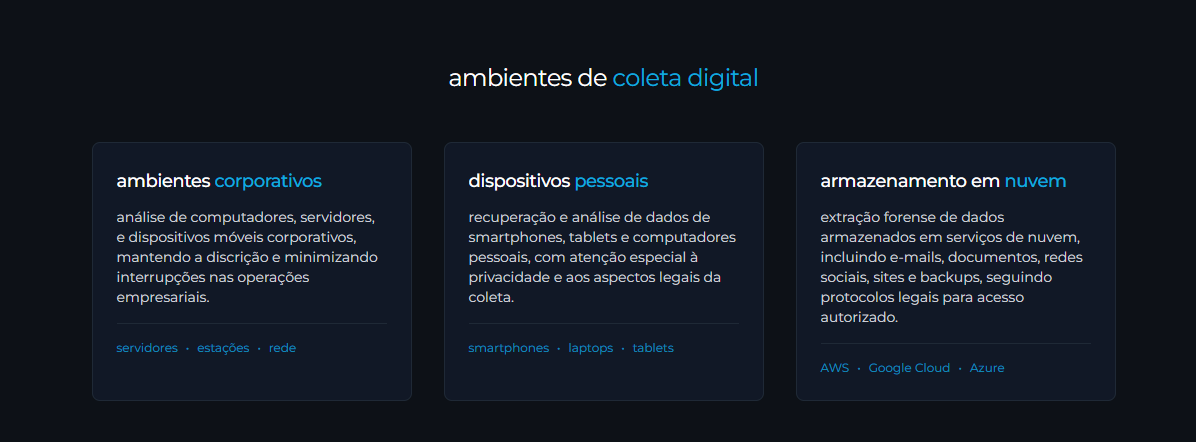 ambientes de coleta digital
ambientes corporativos
análise de computadores, servidores,
e dispositivos móveis corporativos,
mantendo a discrição e minimizando
interrupções nas operações
empresariais.
servidores • estações • rede
dispositivos pessoais
recuperação e análise de dados de
smartphones, tablets e computadores
pessoais, com atenção especial à
privacidade e aos aspectos legais da
coleta.
smartphones • laptops • tablets
armazenamento em nuvem
extração forense de dados
armazenados em serviços de nuvem,
incluindo e-mails, documentos, redes
sociais, sites e backups, seguindo
protocolos legais para acesso
autorizado.
AWS • Google Cloud • Azure